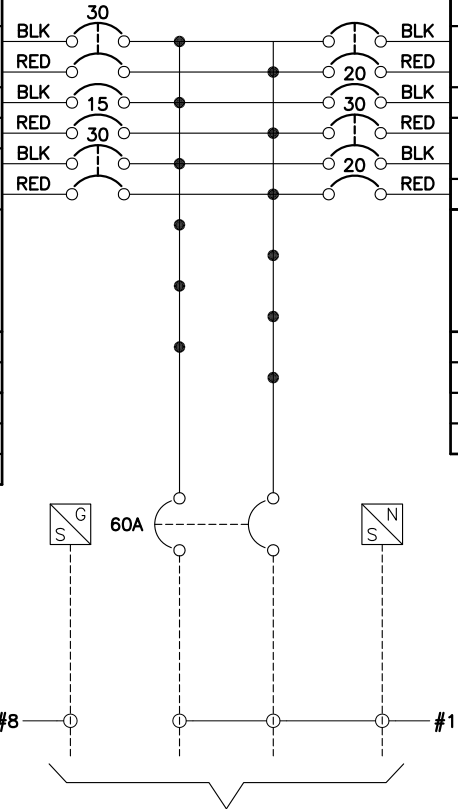 30
BLK BLK
RED 20 RED
BLK 15 30 BLK
RED 30 RED
BLK 20 BLK
RED RED
G N
S 60A S
#8 #1